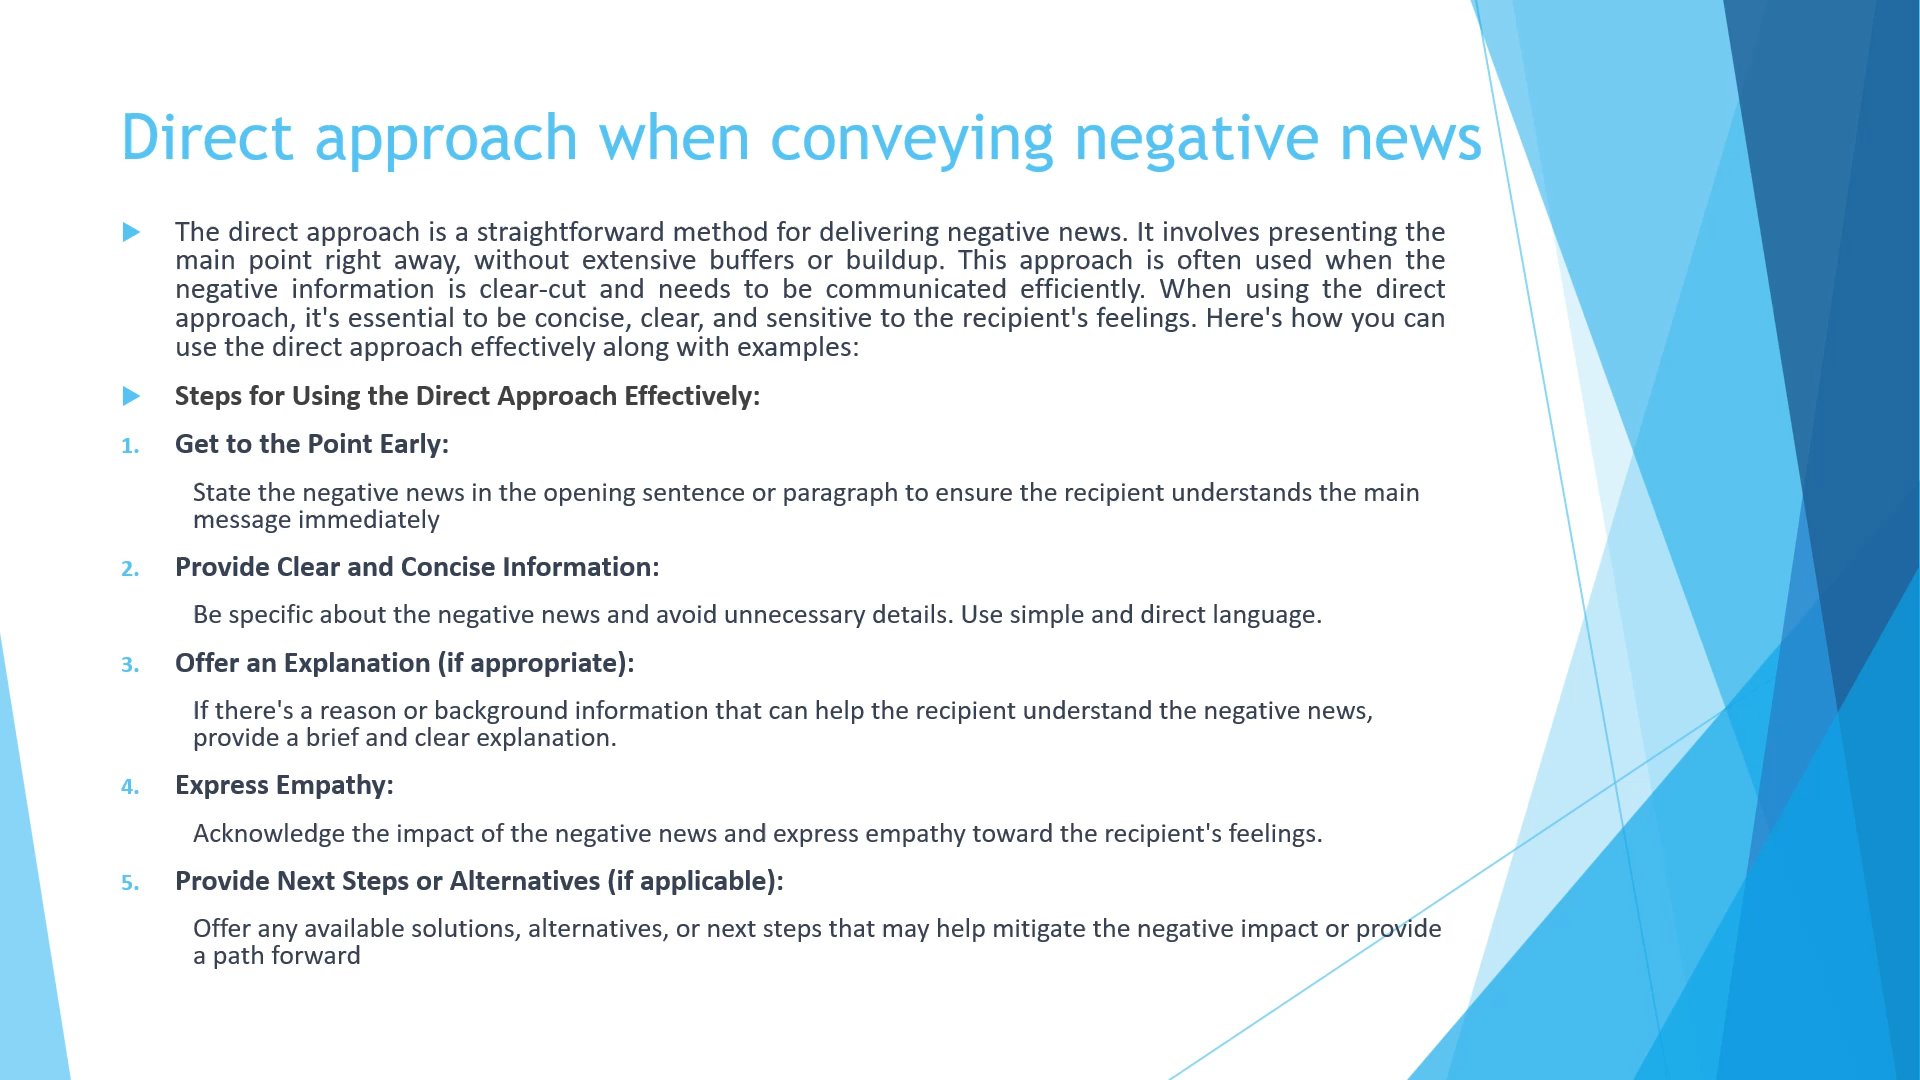 Direct approach when conveying negative news
The direct approach is a straightforward method for delivering negative news. It involves presenting the
main point right away, without extensive buffers or buildup. This approach is often used when the
negative information is clear-cut and needs to be communicated efficiently. When using the direct
approach, it's essential to be concise, clear, and sensitive to the recipient's feelings. Here's how you can
use the direct approach effectively along with examples:
Steps for Using the Direct Approach Effectively:
1. Get to the Point Early:
State the negative news in the opening sentence or paragraph to ensure the recipient understands the main
message immediately
2. Provide Clear and Concise Information:
Be specific about the negative news and avoid unnecessary details. Use simple and direct language.
3. Offer an Explanation (if appropriate):
If there's a reason or background information that can help the recipient understand the negative news,
provide a brief and clear explanation.
4. Express Empathy:
Acknowledge the impact of the negative news and express empathy toward the recipient's feelings.
5. Provide Next Steps or Alternatives (if applicable):
Offer any available solutions, alternatives, or next steps that may help mitigate the negative impact or provide
a path forward